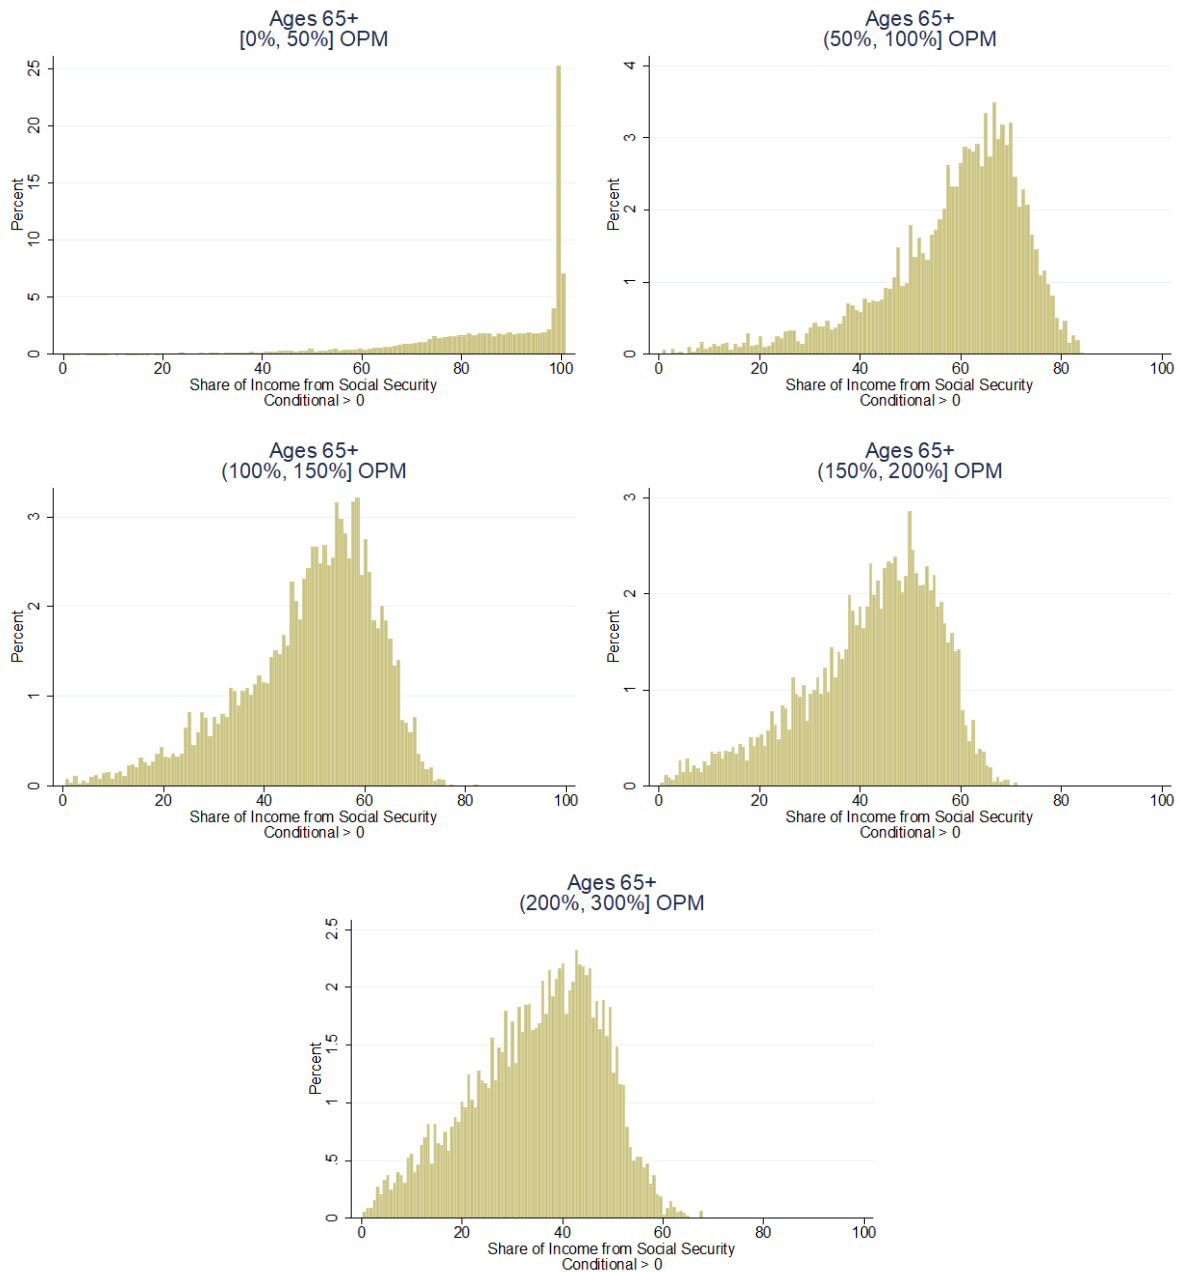 Ages 65+
[0%, 50%] OPM
Percent
25
20
15
10
5
0
0 20 40 60 80 100
Share of Income from Social Security
Conditional > 0
Ages 65+
(50%, 100%] OPM
Percent
4
3
2
1
0
0 20 40 60 80 100
Share of Income from Social Security
Conditional > 0
Ages 65+
(100%, 150%] OPM
Percent
3
2
1
0
0 20 40 60 80 100
Share of Income from Social Security
Conditional > 0
Ages 65+
(150%, 200%] OPM
Percent
3
2
1
0
0 20 40 60 80 100
Share of Income from Social Security
Conditional > 0
Ages 65+
(200%, 300%] OPM
Percent
2.5
2
1.5
1
.5
0
0 20 40 60 80 100
Share of Income from Social Security
Conditional > 0